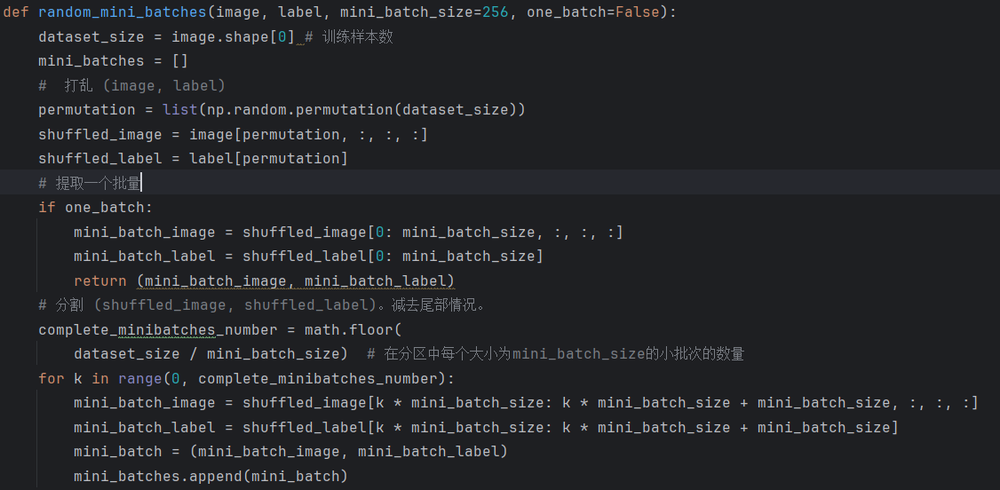 def random_mini_batches(image, label, mini_batch_size=256, one_batch=False):
    dataset_size = image.shape[0] # 训练样本数
    mini_batches = []
    #  打乱 (image, label)
    permutation = list(np.random.permutation(dataset_size))
    shuffled_image = image[permutation, :, :, :]
    shuffled_label = label[permutation]
    # 提取一个批量
    if one_batch:
        mini_batch_image = shuffled_image[0: mini_batch_size, :, :, :]
        mini_batch_label = shuffled_label[0: mini_batch_size]
        return (mini_batch_image, mini_batch_label)
    # 分割 (shuffled_image, shuffled_label)。减去尾部情况。
    complete_minibatches_number = math.floor(
        dataset_size / mini_batch_size)  # 在分区中每个大小为mini_batch_size的小批次的数量
    for k in range(0, complete_minibatches_number):
        mini_batch_image = shuffled_image[k * mini_batch_size: k * mini_batch_size + mini_batch_size, :, :, :]
        mini_batch_label = shuffled_label[k * mini_batch_size: k * mini_batch_size + mini_batch_size]
        mini_batch = (mini_batch_image, mini_batch_label)
        mini_batches.append(mini_batch)